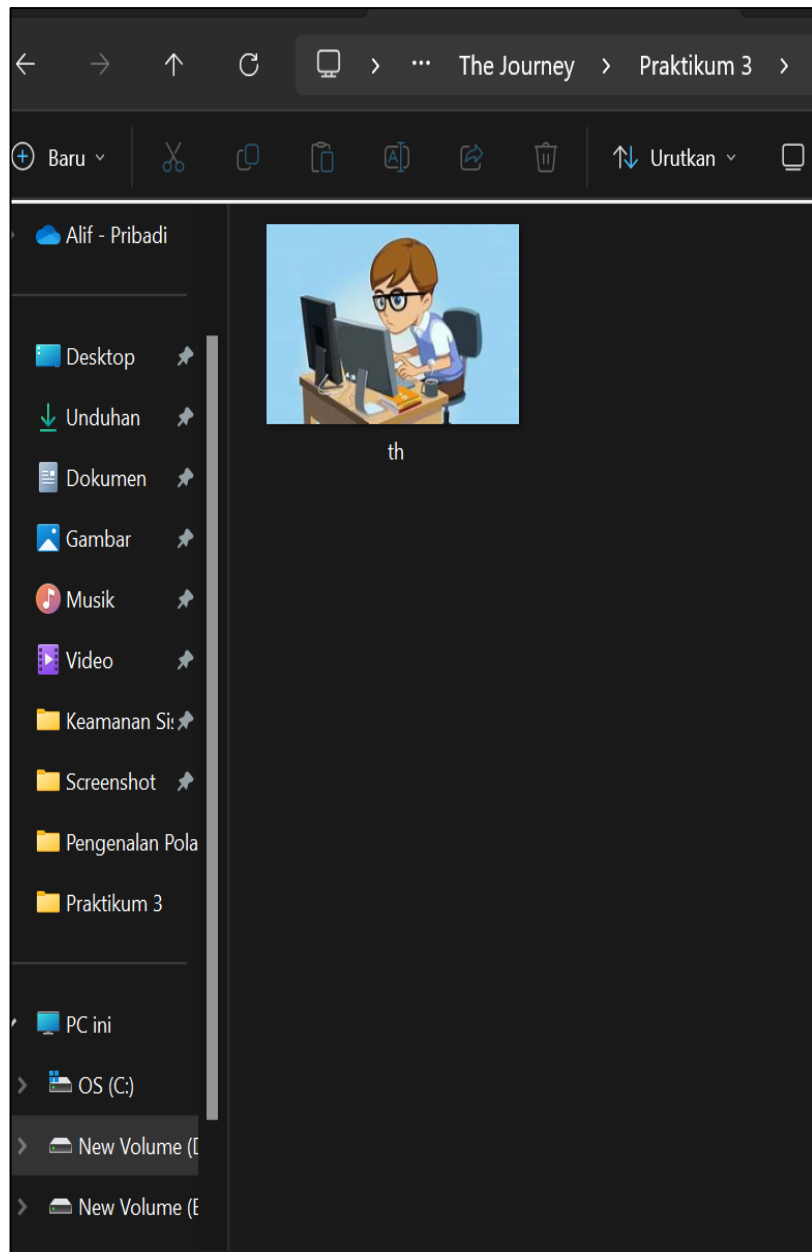 ··· The Journey > Praktikum 3 >
Baru Urutkan
Alif - Pribadi
Desktop
Unduhan
Dokumen
Gambar
Musik
Video
Keamanan Si
Screenshot
Pengenalan Pola
Praktikum 3
PC ini
OS (C:)
New Volume (D
New Volume (E
th